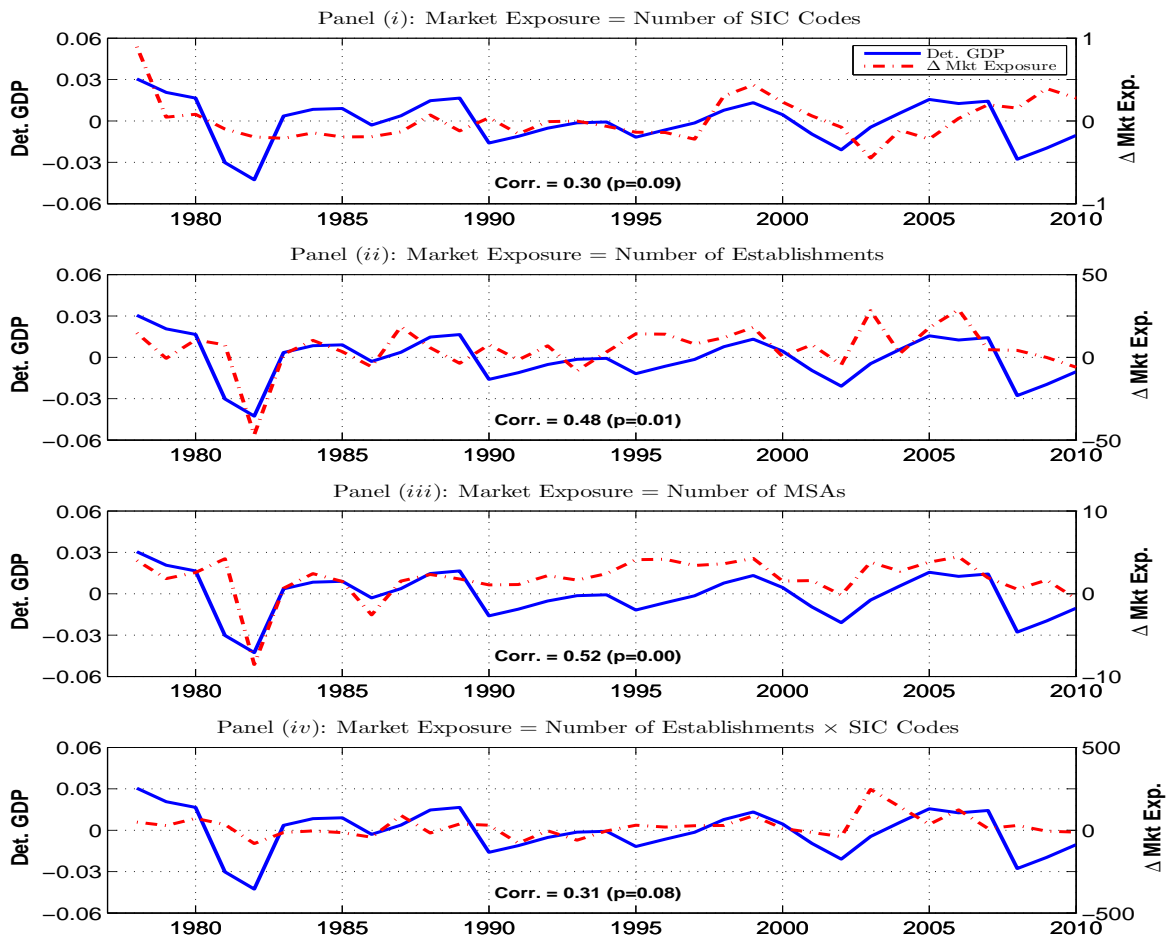 Panel (i): Market Exposure = Number of SIC Codes
0.06
0.03
0
−0.03
−0.06
Det. GDP
1
0
−1
Δ Mkt Exp.
Det. GDP
Δ Mkt Exposure
Corr. = 0.30 (p=0.09)
1980 1985 1990 1995 2000 2005 2010
Panel (ii): Market Exposure = Number of Establishments
0.06
0.03
0
−0.03
−0.06
Det. GDP
50
0
−50
Δ Mkt Exp.
Corr. = 0.48 (p=0.01)
1980 1985 1990 1995 2000 2005 2010
Panel (iii): Market Exposure = Number of MSAs
0.06
0.03
0
−0.03
−0.06
Det. GDP
10
0
−10
Δ Mkt Exp.
Corr. = 0.52 (p=0.00)
1980 1985 1990 1995 2000 2005 2010
Panel (iv): Market Exposure = Number of Establishments × SIC Codes
0.06
0.03
0
−0.03
−0.06
Det. GDP
500
0
−500
Δ Mkt Exp.
Corr. = 0.31 (p=0.08)
1980 1985 1990 1995 2000 2005 2010